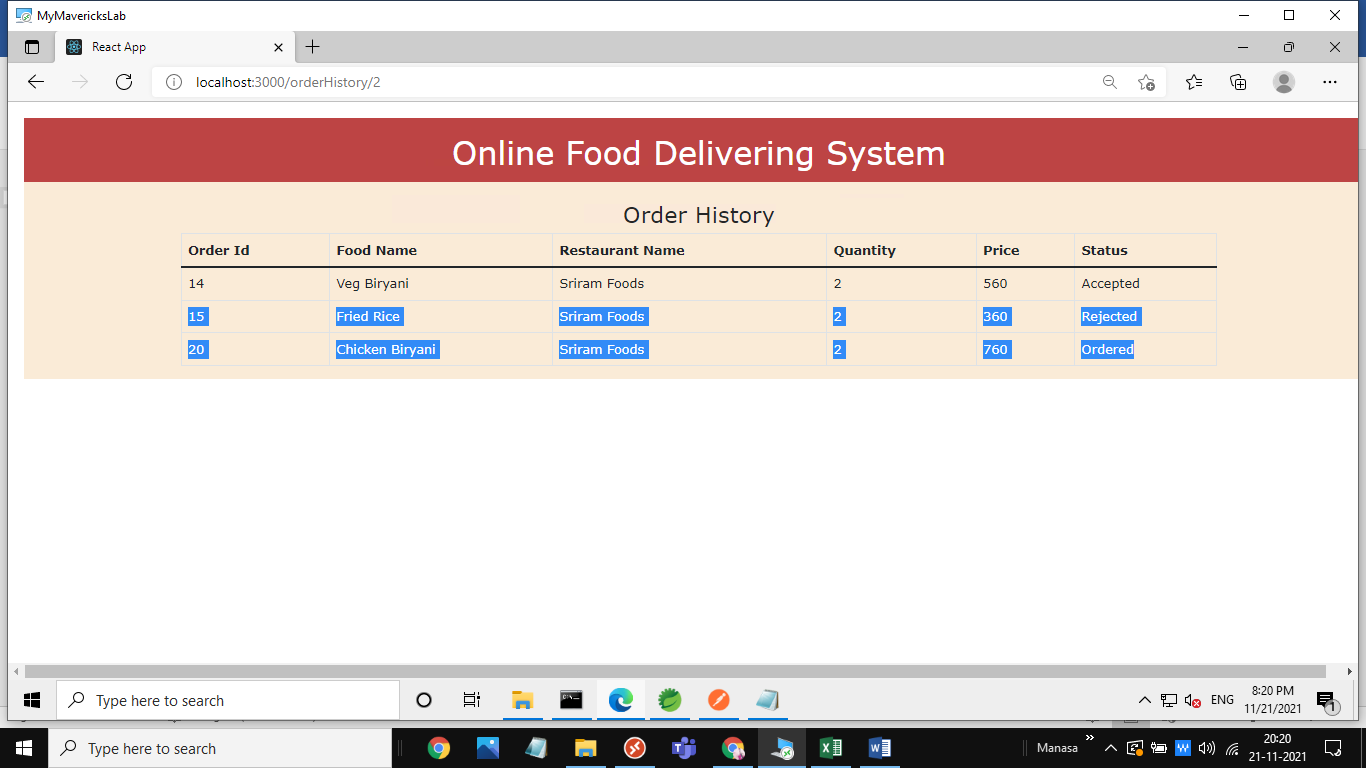 MyMavericksLab
React App
localhost:3000/orderHistory/2
Online Food Delivering System
Order History
Order Id Food Name Restaurant Name Quantity Price Status
14 Veg Biryani Sriram Foods 2 560 Accepted
15 Fried Rice Sriram Foods 2 360 Rejected
20 Chicken Biryani Sriram Foods 2 760 Ordered
Type here to search
ENG
8:20 PM
11/21/2021
1
Type here to search
Manasa
20:20
21-11-2021